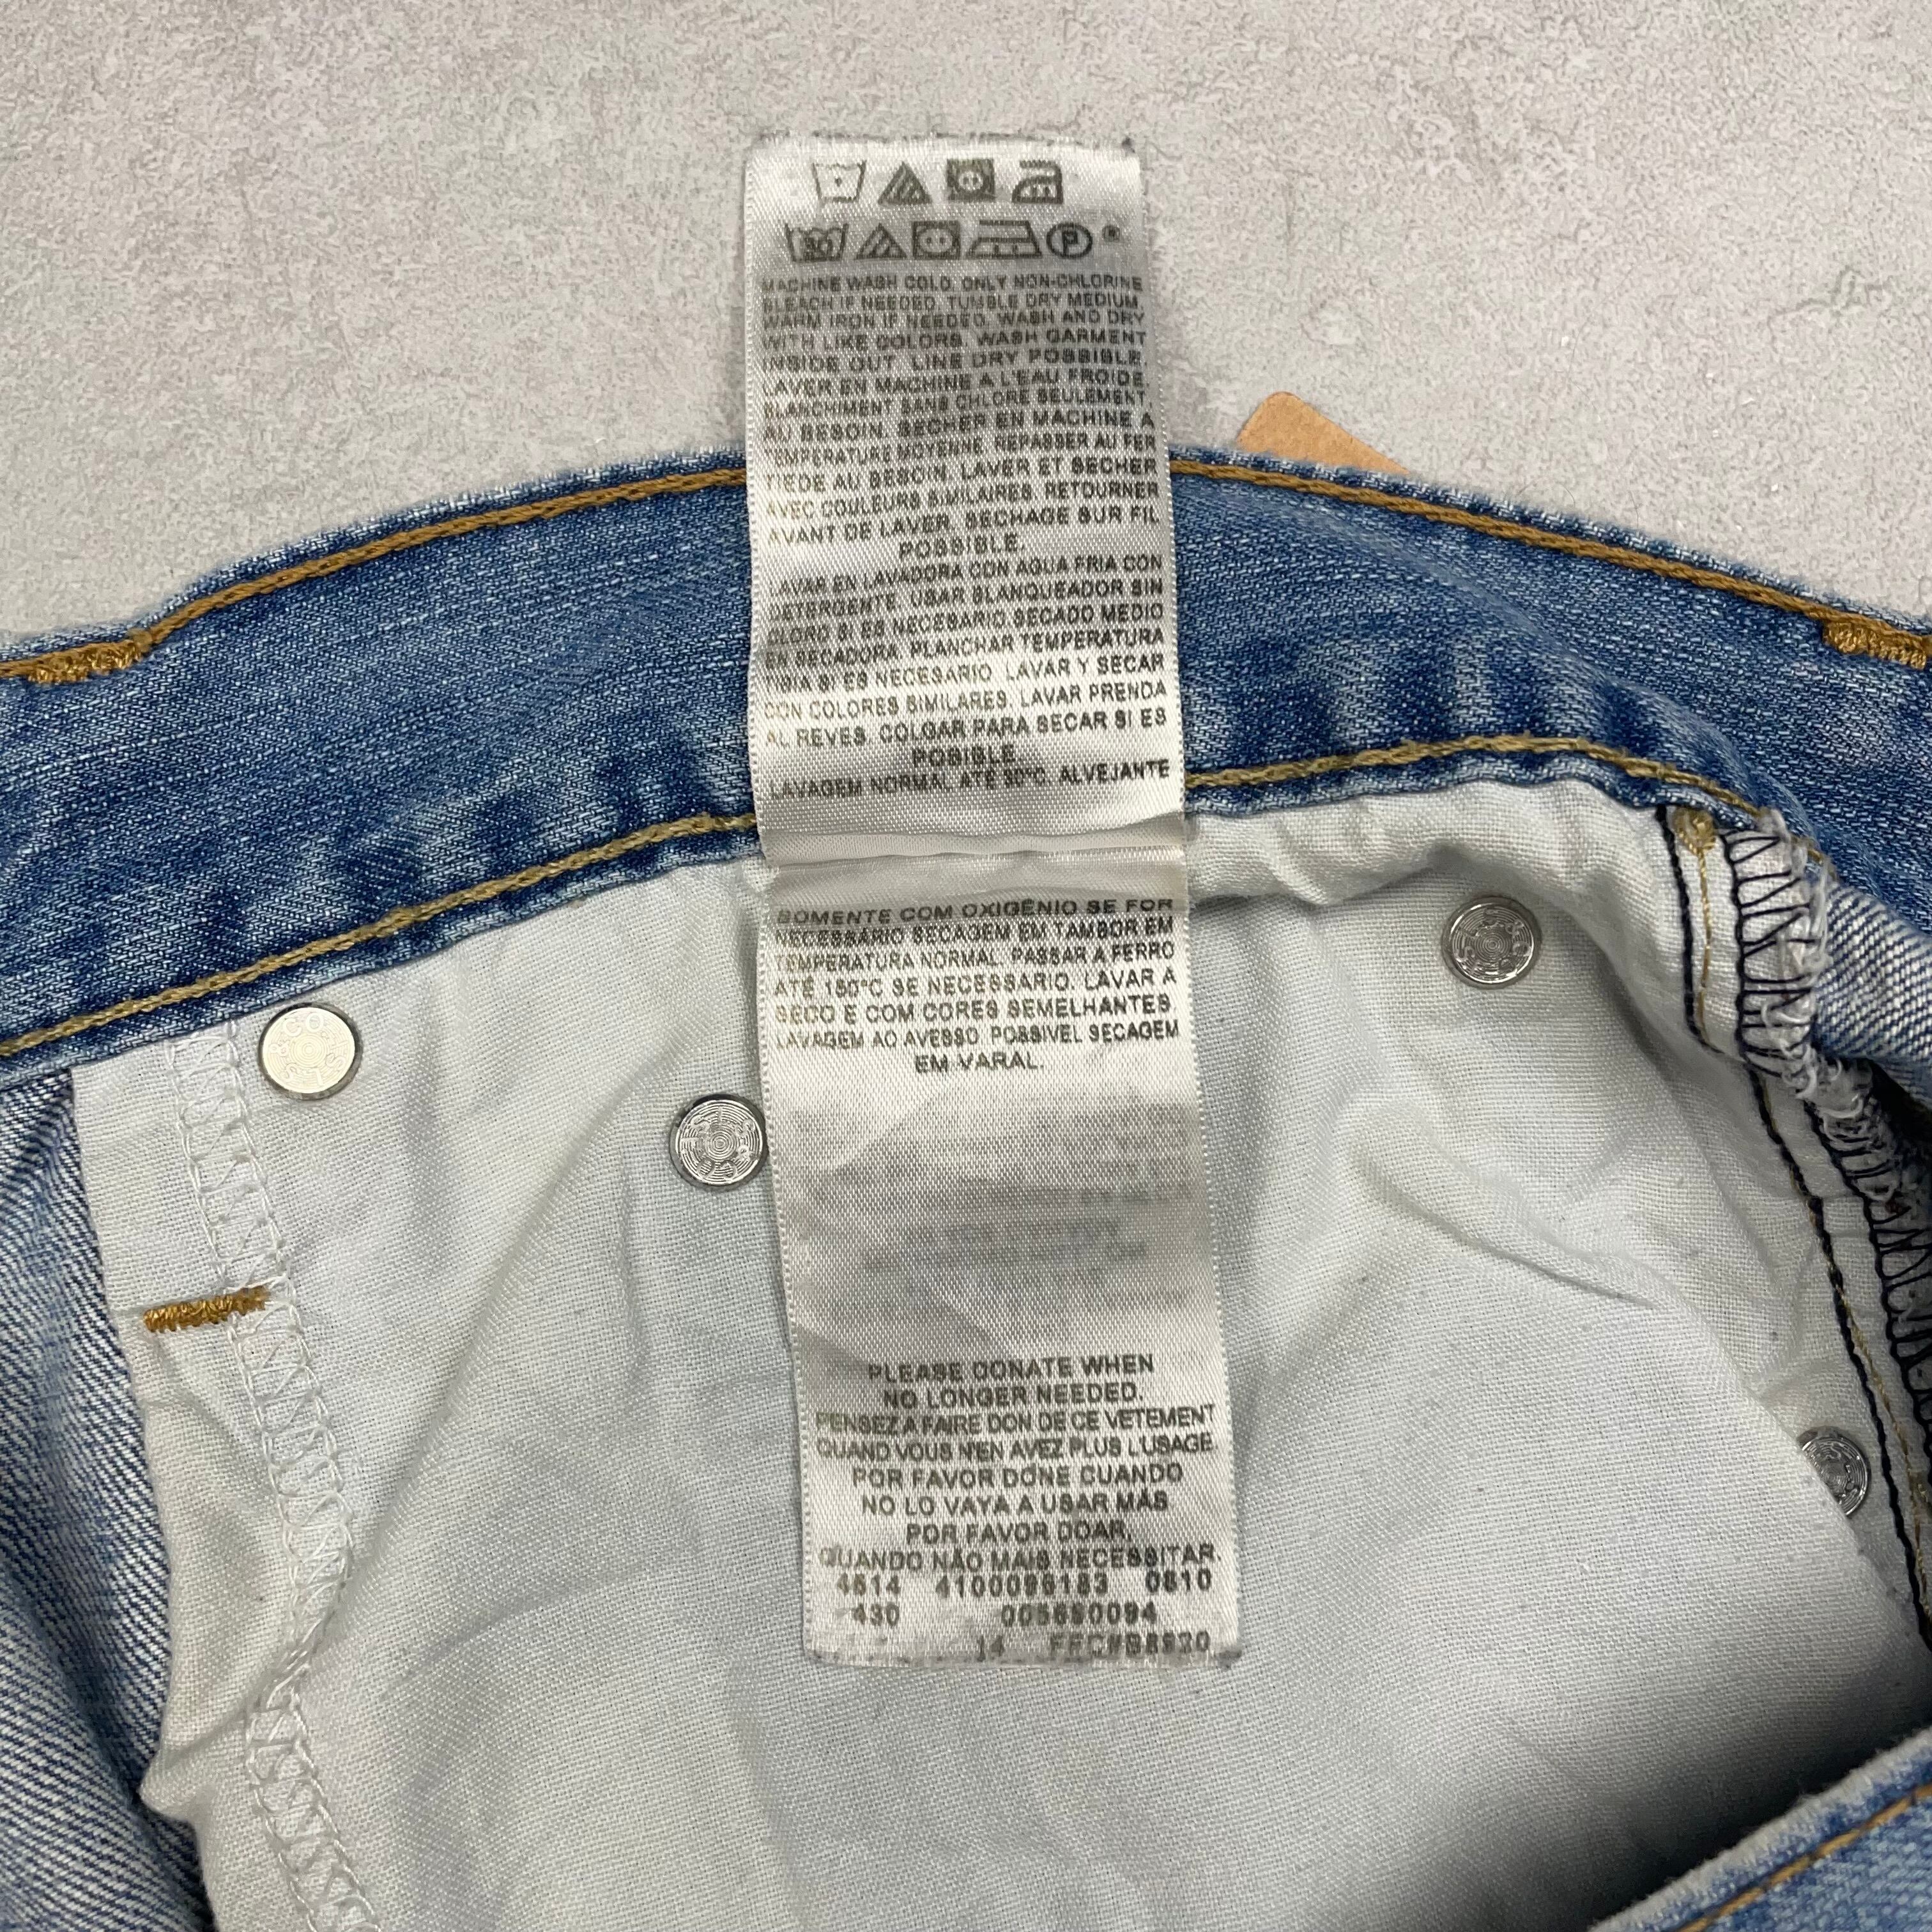 30
P
MACHINE WASH COLD. ONLY NON-CHLORINE
BLEACH IF NEEDED. TUMBLE DRY MEDIUM.
WARM IRON IF NEEDED. WASH AND DRY
WITH LIKE COLORS. WASH GARMENT
INSIDE OUT. LINE DRY POSSIBLE.
LAVER EN MACHINE A L'EAU FROIDE.
BLANCHIMENT SANS CHLORE SEULEMENT
AU BESOIN. SECHER EN MACHINE A
TEMPERATURE MOYENNE. REPASSER AU FER
TIEDE AU BESOIN. LAVER ET SECHER
AVEC COULEURS SIMILAIRES. RETOURNER
AVANT DE LAVER. SECHAGE SUR FIL
POSSIBLE.
LAVAR EN LAVADORA CON AGUA FRIA CON
DETERGENTE. USAR BLANQUEADOR SIN
CLORO SI ES NECESARIO. SECADO MEDIO
EN SECADORA. PLANCHAR TEMPERATURA
TIBIA SI ES NECESARIO. LAVAR Y SECAR
CON COLORES SIMILARES. LAVAR PRENDA
AL REVES. COLGAR PARA SECAR SI ES
POSIBLE.
LAVAGEM NORMAL ATÉ 30°C. ALVEJANTE
SOMENTE COM OXIGÊNIO SE FOR
NECESSÁRIO SECAGEM EM TAMBOR EM
TEMPERATURA NORMAL. PASSAR A FERRO
ATÉ 150°C SE NECESSARIO. LAVAR A
SECO E COM CORES SEMELHANTES.
LAVAGEM AO AVESSO. POSSIVEL SECAGEM
EM VARAL.
PLEASE DONATE WHEN
NO LONGER NEEDED.
PENSEZ A FAIRE DON DE CE VETEMENT
QUAND VOUS N'EN AVEZ PLUS L'USAGE
POR FAVOR DONE CUANDO
NO LO VAYA A USAR MÁS
POR FAVOR DOAR,
QUANDO NÃO MAIS NECESSITAR.
430
14